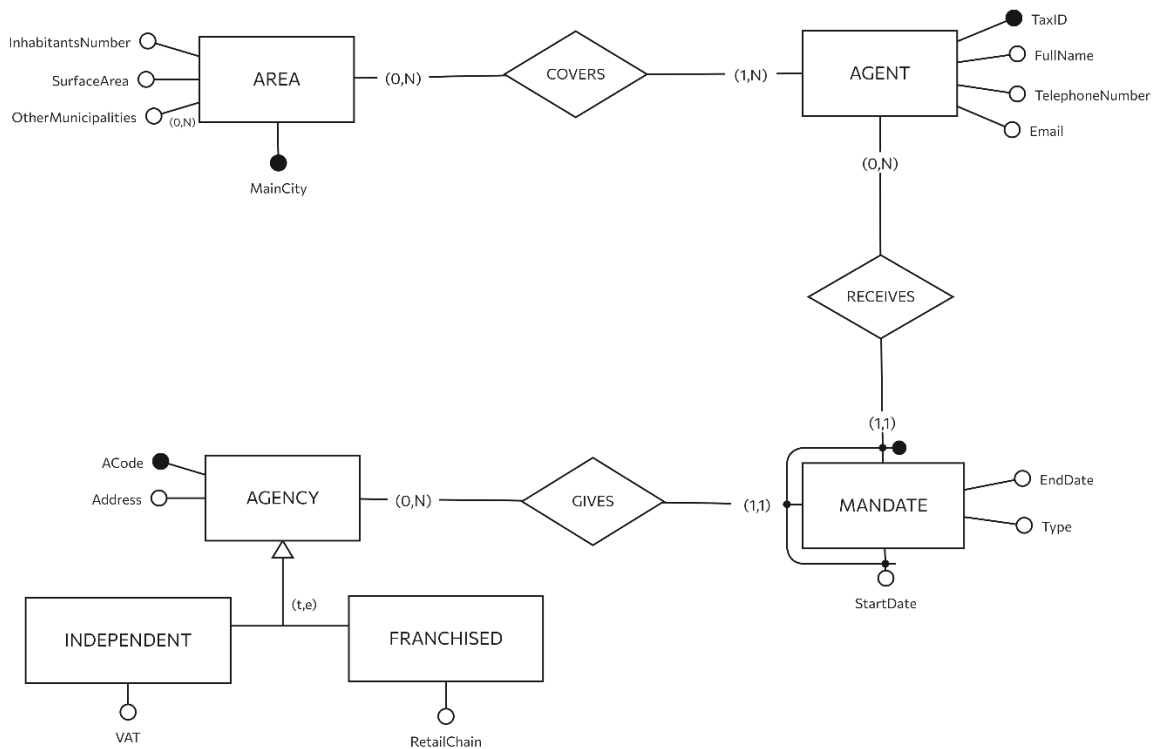 InhabitantsNumber
SurfaceArea
OtherMunicipalities
(0,N)
AREA
MainCity
(0,N)
COVERS
(1,N)
AGENT
TaxID
FullName
TelephoneNumber
Email
(0,N)
RECEIVES
(1,1)
ACode
Address
AGENCY
(0,N)
GIVES
(1,1)
MANDATE
EndDate
Type
StartDate
(t,e)
INDEPENDENT
FRANCHISED
VAT
RetailChain